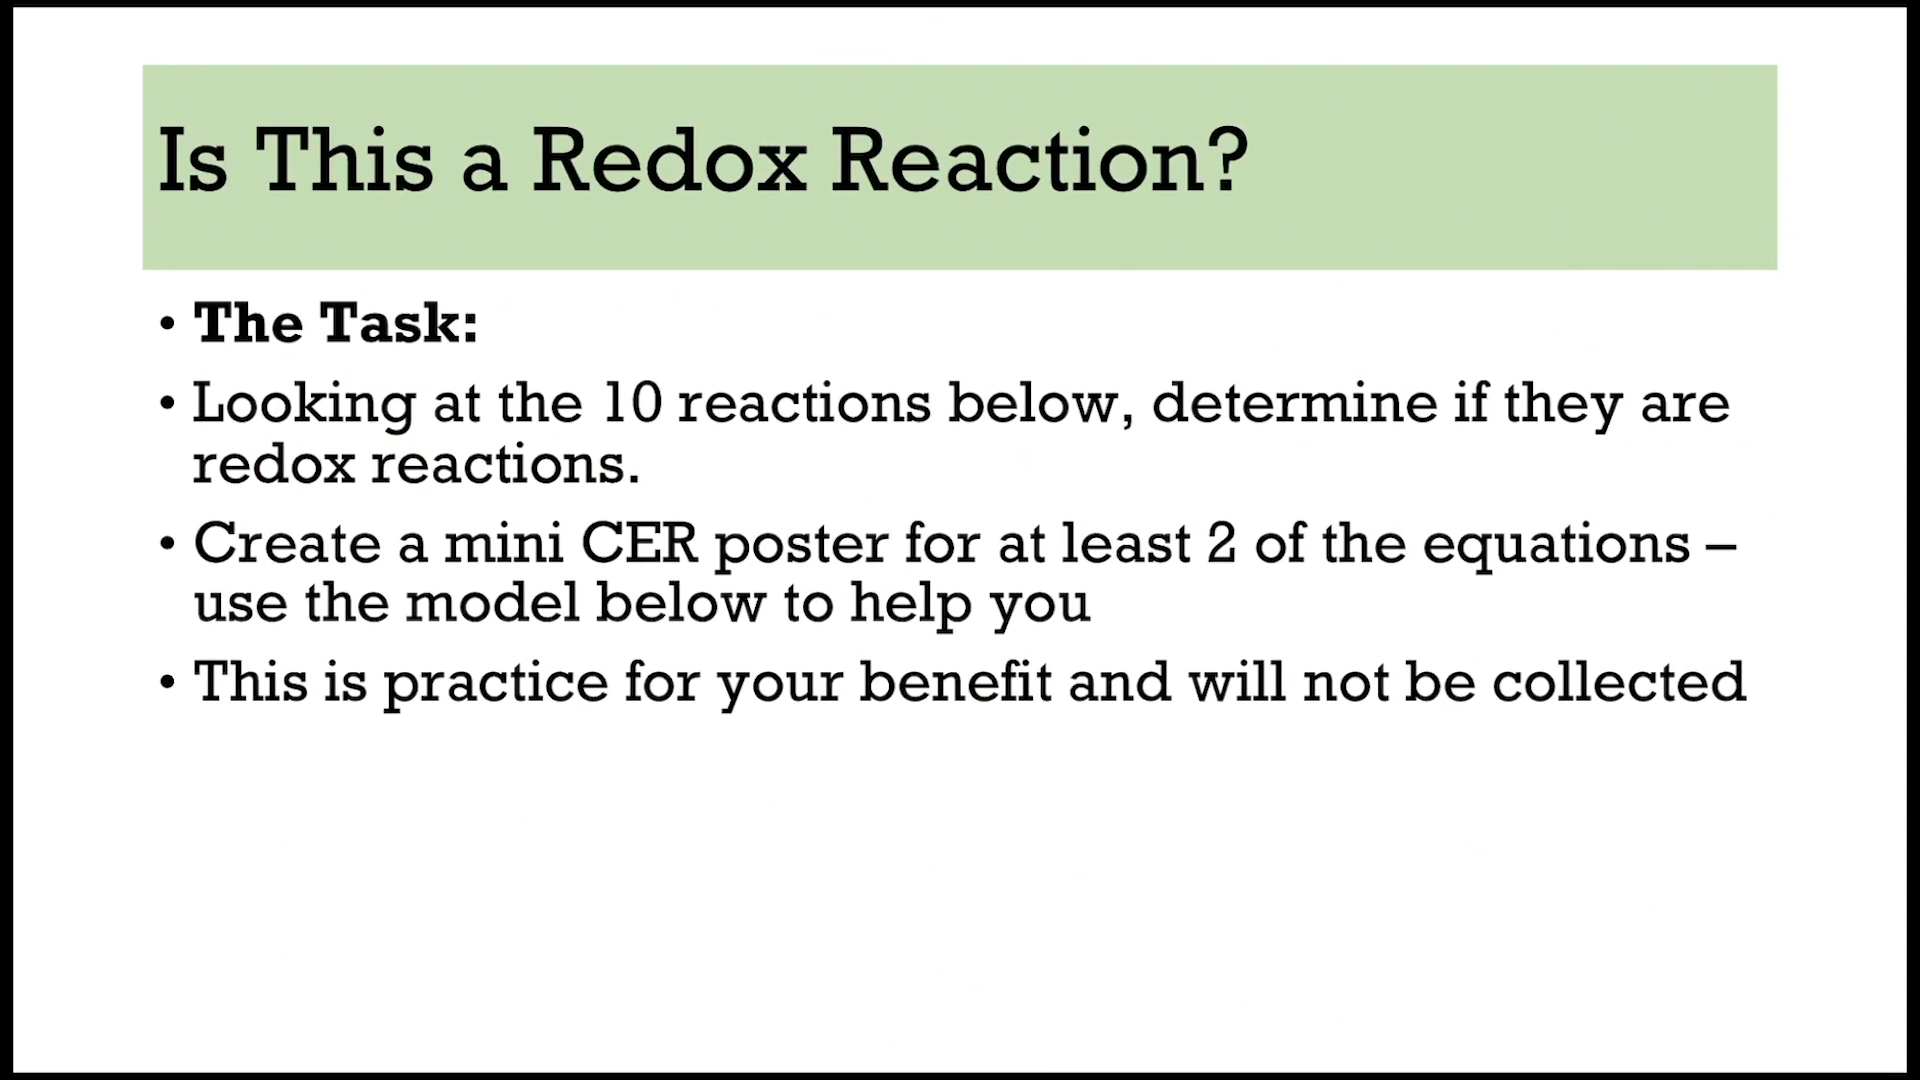 Is This a Redox Reaction?
• The Task:
• Looking at the 10 reactions below, determine if they are
redox reactions.
• Create a mini CER poster for at least 2 of the equations –
use the model below to help you
• This is practice for your benefit and will not be collected